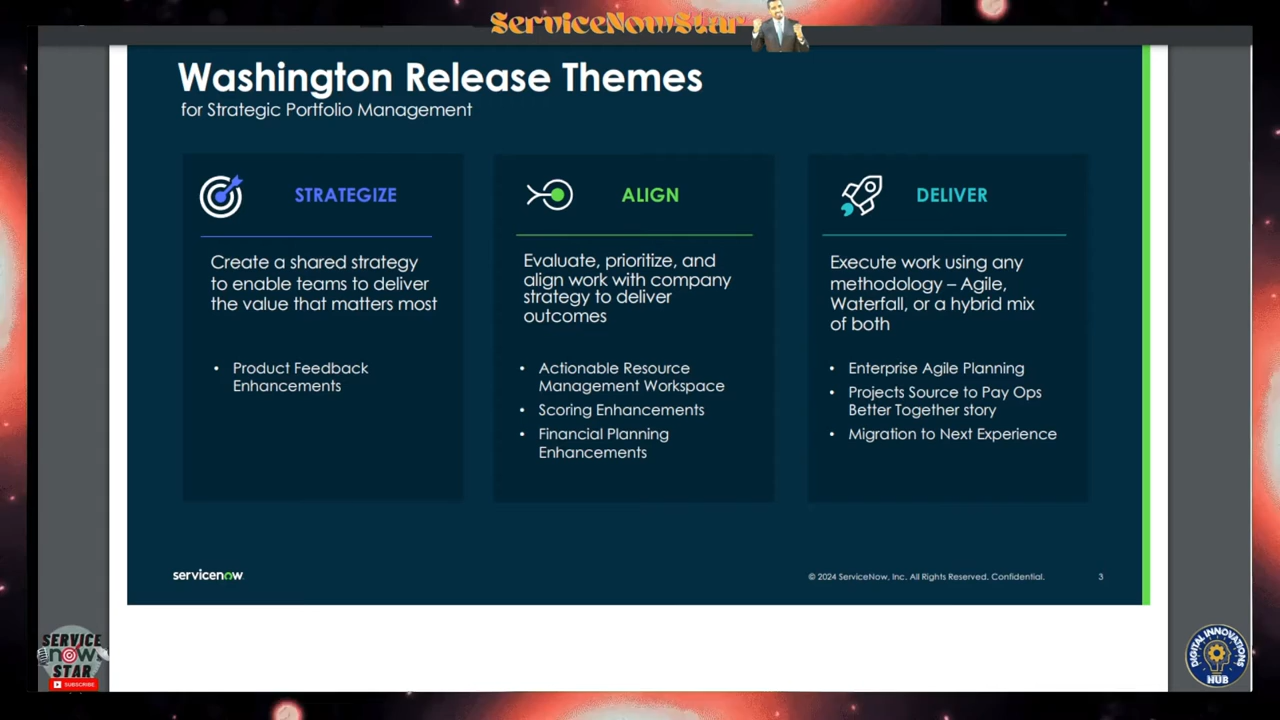 ServiceNowStar
Washington Release Themes
for Strategic Portfolio Management
STRATEGIZE
Create a shared strategy
to enable teams to deliver
the value that matters most
• Product Feedback
Enhancements
ALIGN
Evaluate, prioritize, and
align work with company
strategy to deliver
outcomes
• Actionable Resource
Management Workspace
• Scoring Enhancements
• Financial Planning
Enhancements
DELIVER
Execute work using any
methodology – Agile,
Waterfall, or a hybrid mix
of both
• Enterprise Agile Planning
• Projects Source to Pay Ops
Better Together story
• Migration to Next Experience
servicenow
© 2024 ServiceNow, Inc. All Rights Reserved. Confidential.
3
SERVICE
now
STAR
SUBSCRIBE
DIGITAL INNOVATIONS
HUB